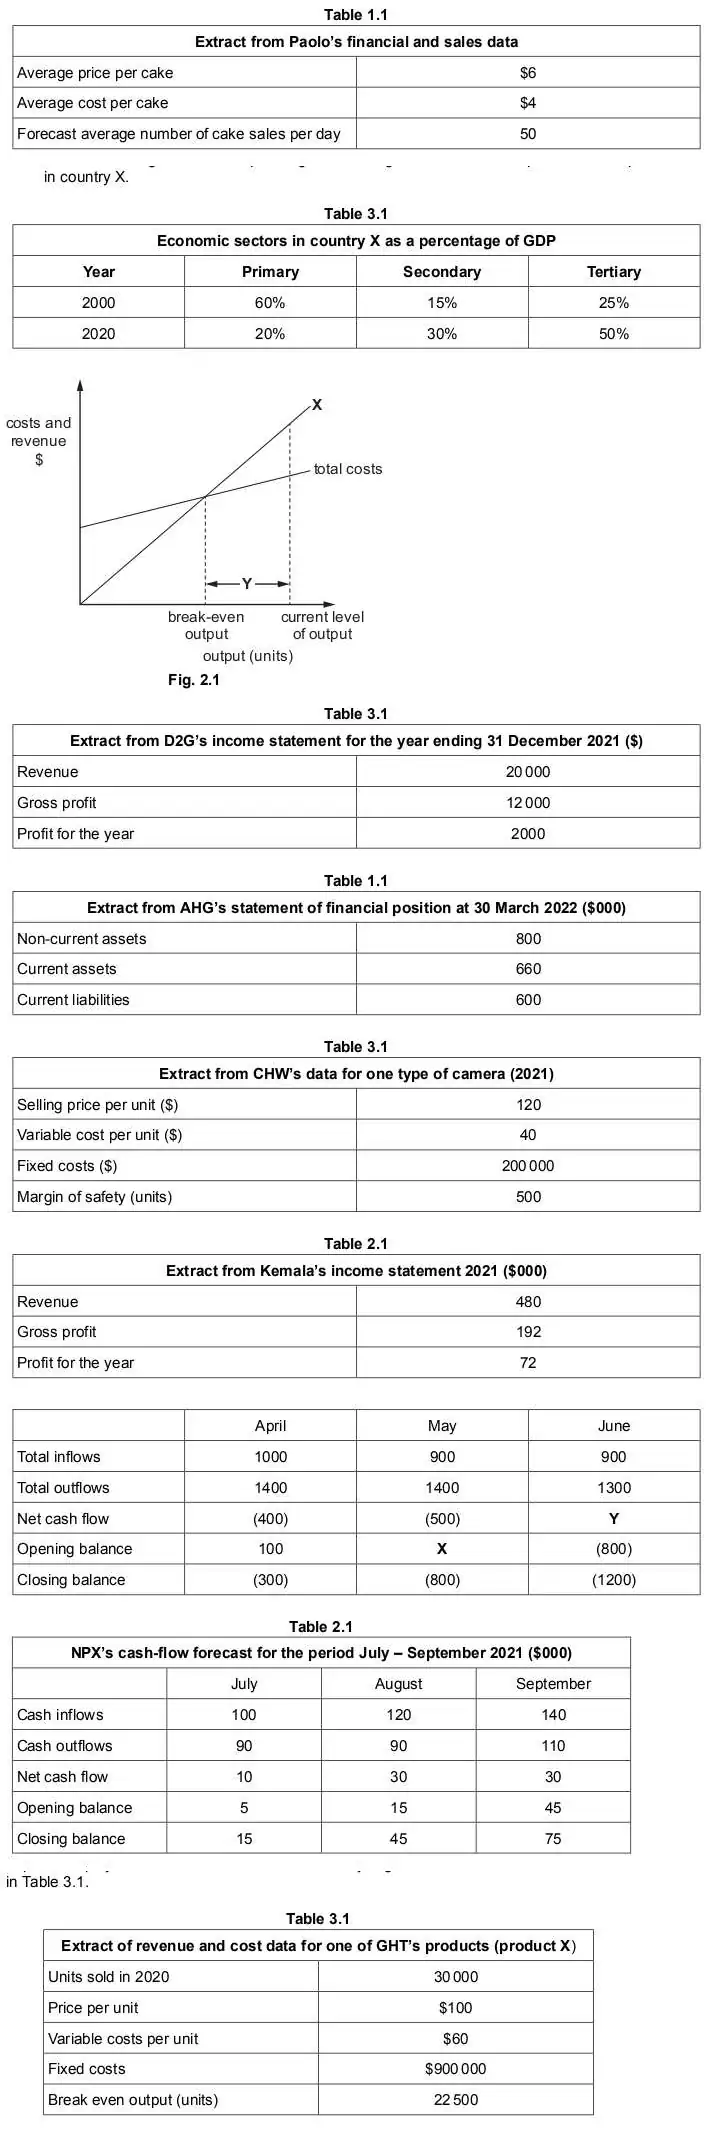 Table 1.1
Extract from Paolo's financial and sales data
Average price per cake $6
Average cost per cake $4
Forecast average number of cake sales per day 50
in country X.
Table 3.1
Economic sectors in country X as a percentage of GDP
Year Primary Secondary Tertiary
2000 60% 15% 25%
2020 20% 30% 50%
X
costs and
revenue
$
total costs
Y
break-even current level
output of output
output (units)
Fig. 2.1
Table 3.1
Extract from D2G's income statement for the year ending 31 December 2021 ($)
Revenue 20 000
Gross profit 12 000
Profit for the year 2000
Table 1.1
Extract from AHG's statement of financial position at 30 March 2022 ($000)
Non-current assets 800
Current assets 660
Current liabilities 600
Table 3.1
Extract from CHW's data for one type of camera (2021)
Selling price per unit ($) 120
Variable cost per unit ($) 40
Fixed costs ($) 200 000
Margin of safety (units) 500
Table 2.1
Extract from Kemala's income statement 2021 ($000)
Revenue 480
Gross profit 192
Profit for the year 72
April May June
Total inflows 1000 900 900
Total outflows 1400 1400 1300
Net cash flow (400) (500) Y
Opening balance 100 X (800)
Closing balance (300) (800) (1200)
Table 2.1
NPX's cash-flow forecast for the period July – September 2021 ($000)
July August September
Cash inflows 100 120 140
Cash outflows 90 90 110
Net cash flow 10 30 30
Opening balance 5 15 45
Closing balance 15 45 75
in Table 3.1.
Table 3.1
Extract of revenue and cost data for one of GHT's products (product X)
Units sold in 2020 30 000
Price per unit $100
Variable costs per unit $60
Fixed costs $900 000
Break even output (units) 22 500